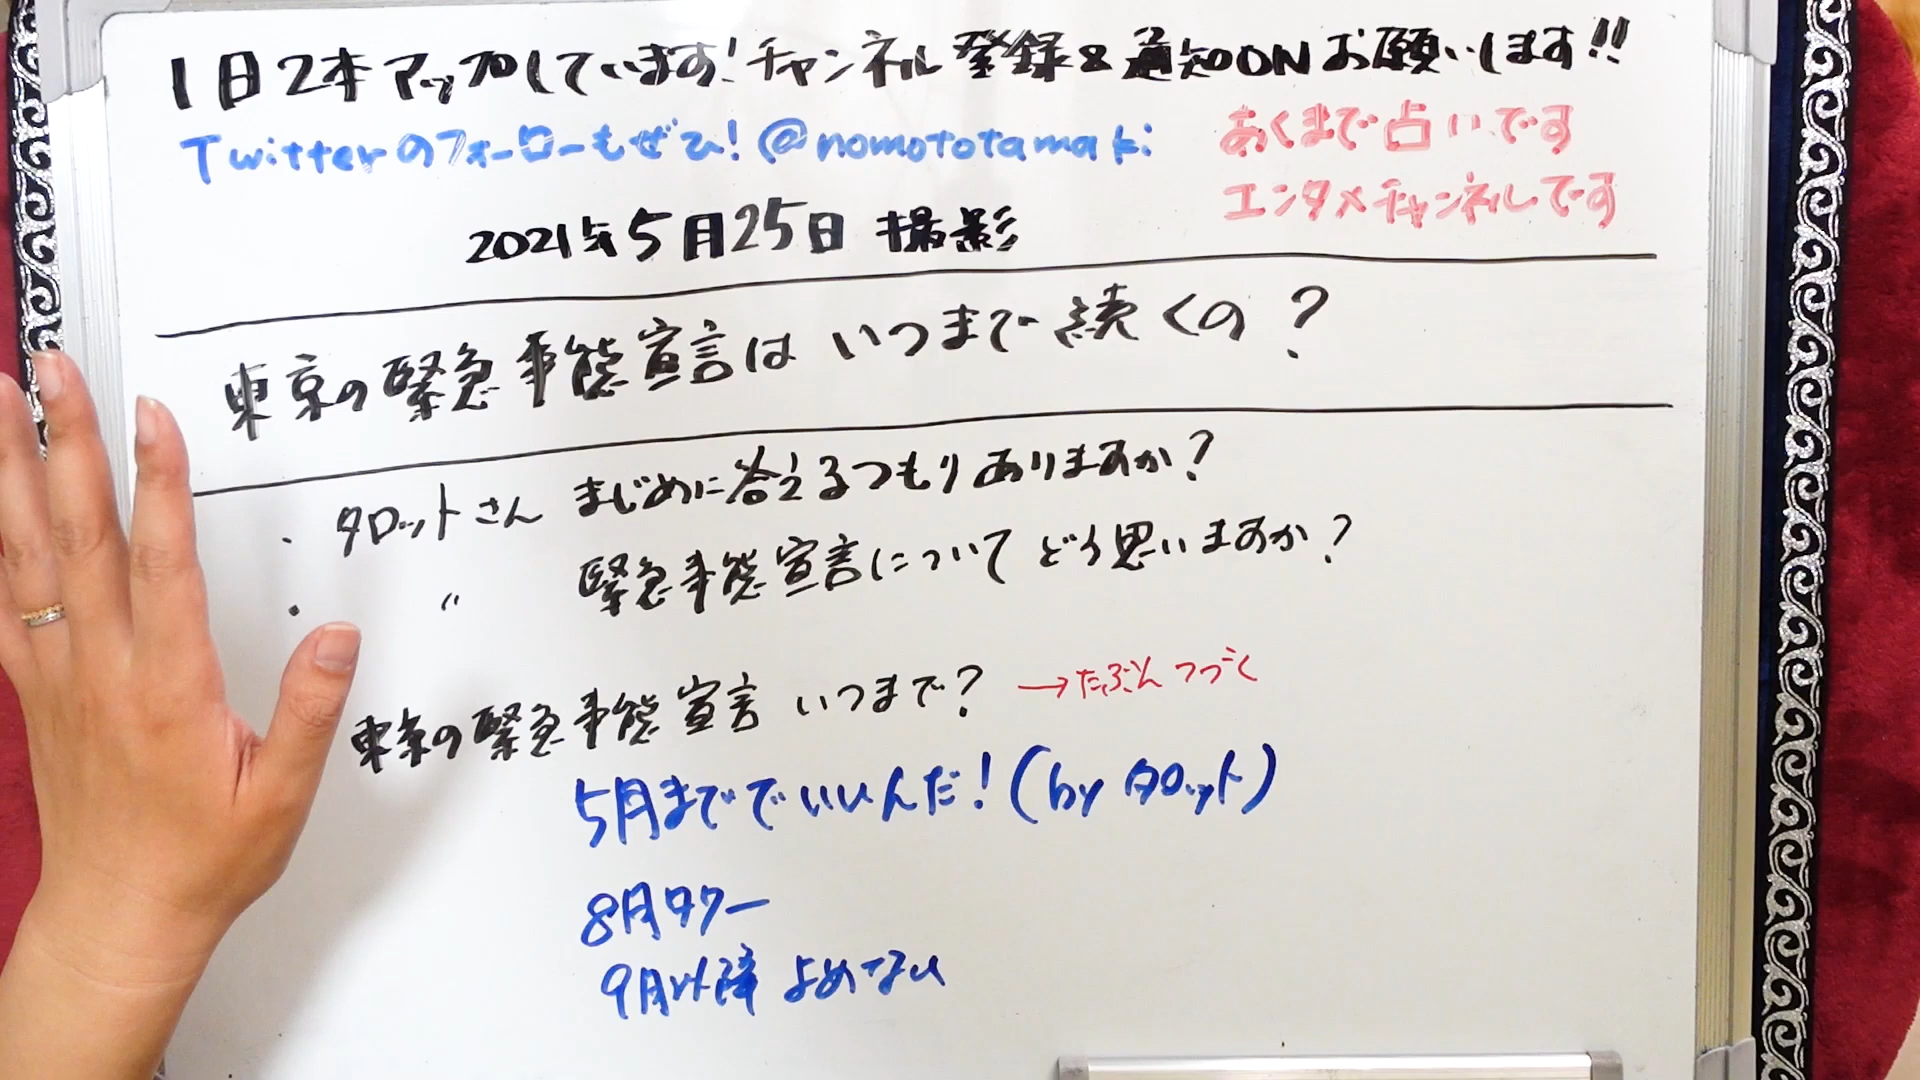 1日2本アップしています!チャンネル登録&通知ONお願いします!!
Twitterのフォローもぜひ!@nomototamaki
あくまで占いです
エンタメチャンネルです
2021年5月25日 撮影
東京の緊急事態宣言は いつまで続くの?
・タロットさん まじめに答えるつもりありますか?
・ 〃 緊急事態宣言についてどう思いますか?
東京の緊急事態宣言 いつまで? →たぶん つづく
5月まででいいんだ!(by タロット)
8月タワー
9月以降 よめない